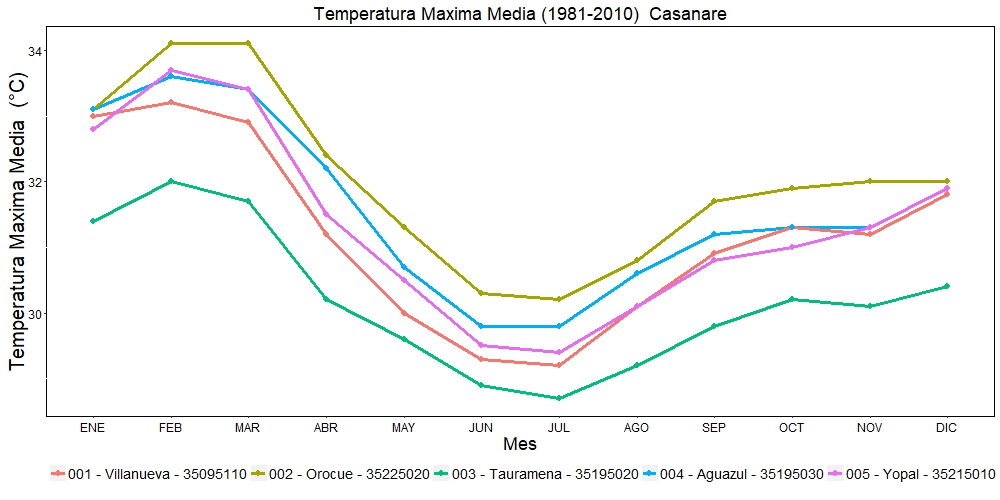 Temperatura Maxima Media (1981-2010)  Casanare
Temperatura Maxima Media  (°C)
34
32
30
ENE FEB MAR ABR MAY JUN JUL AGO SEP OCT NOV DIC
Mes
001 - Villanueva - 35095110 002 - Orocue - 35225020 003 - Tauramena - 35195020 004 - Aguazul - 35195030 005 - Yopal - 35215010